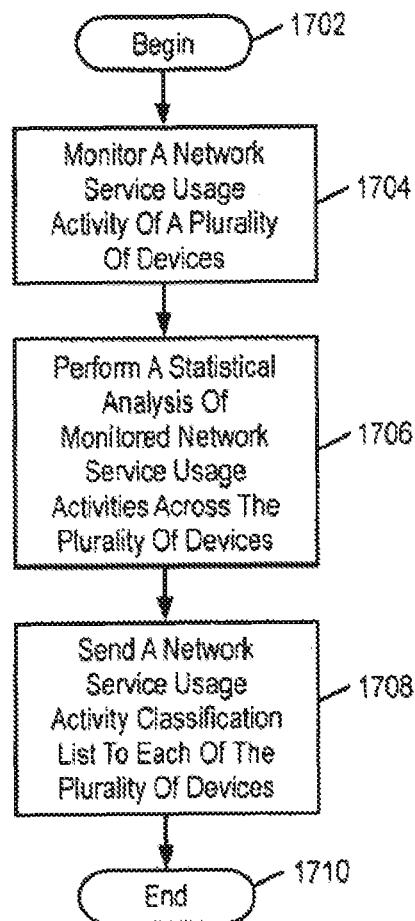 Begin
1702
Monitor A Network
Service Usage
Activity Of A Plurality
Of Devices
1704
Perform A Statistical
Analysis Of
Monitored Network
Service Usage
Activities Across The
Plurality Of Devices
1706
Send A Network
Service Usage
Activity Classification
List To Each Of The
Plurality Of Devices
1708
End
1710